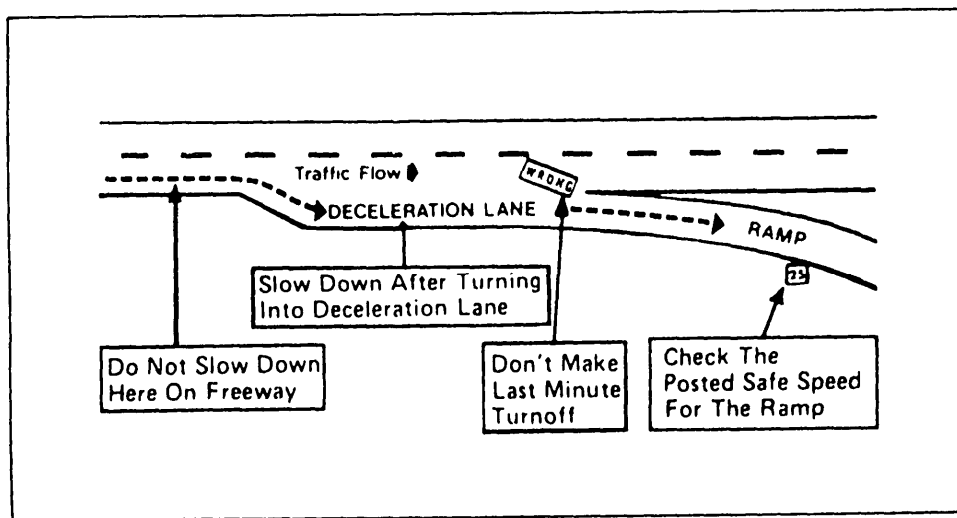 WRONG
Traffic Flow
DECELERATION LANE
RAMP
25
Slow Down After Turning
Into Deceleration Lane
Do Not Slow Down
Here On Freeway
Don't Make
Last Minute
Turnoff
Check The
Posted Safe Speed
For The Ramp